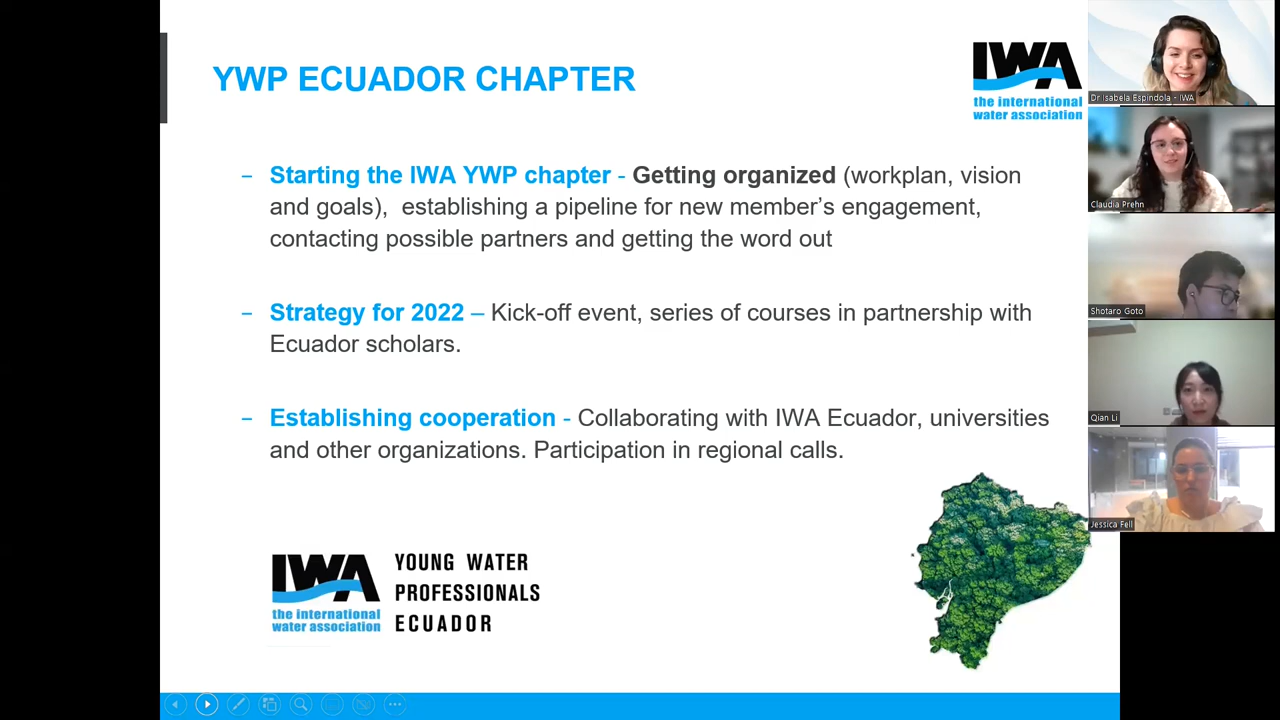 YWP ECUADOR CHAPTER
IWA
the international
water association
– Starting the IWA YWP chapter - Getting organized (workplan, vision
and goals),  establishing a pipeline for new member’s engagement,
contacting possible partners and getting the word out
– Strategy for 2022 – Kick-off event, series of courses in partnership with
Ecuador scholars.
– Establishing cooperation - Collaborating with IWA Ecuador, universities
and other organizations. Participation in regional calls.
IWA
the international
water association
YOUNG WATER
PROFESSIONALS
ECUADOR
Dr Isabela Espindola - IWA
Claudia Prehn
Shotaro Goto
Qian Li
Jessica Fell